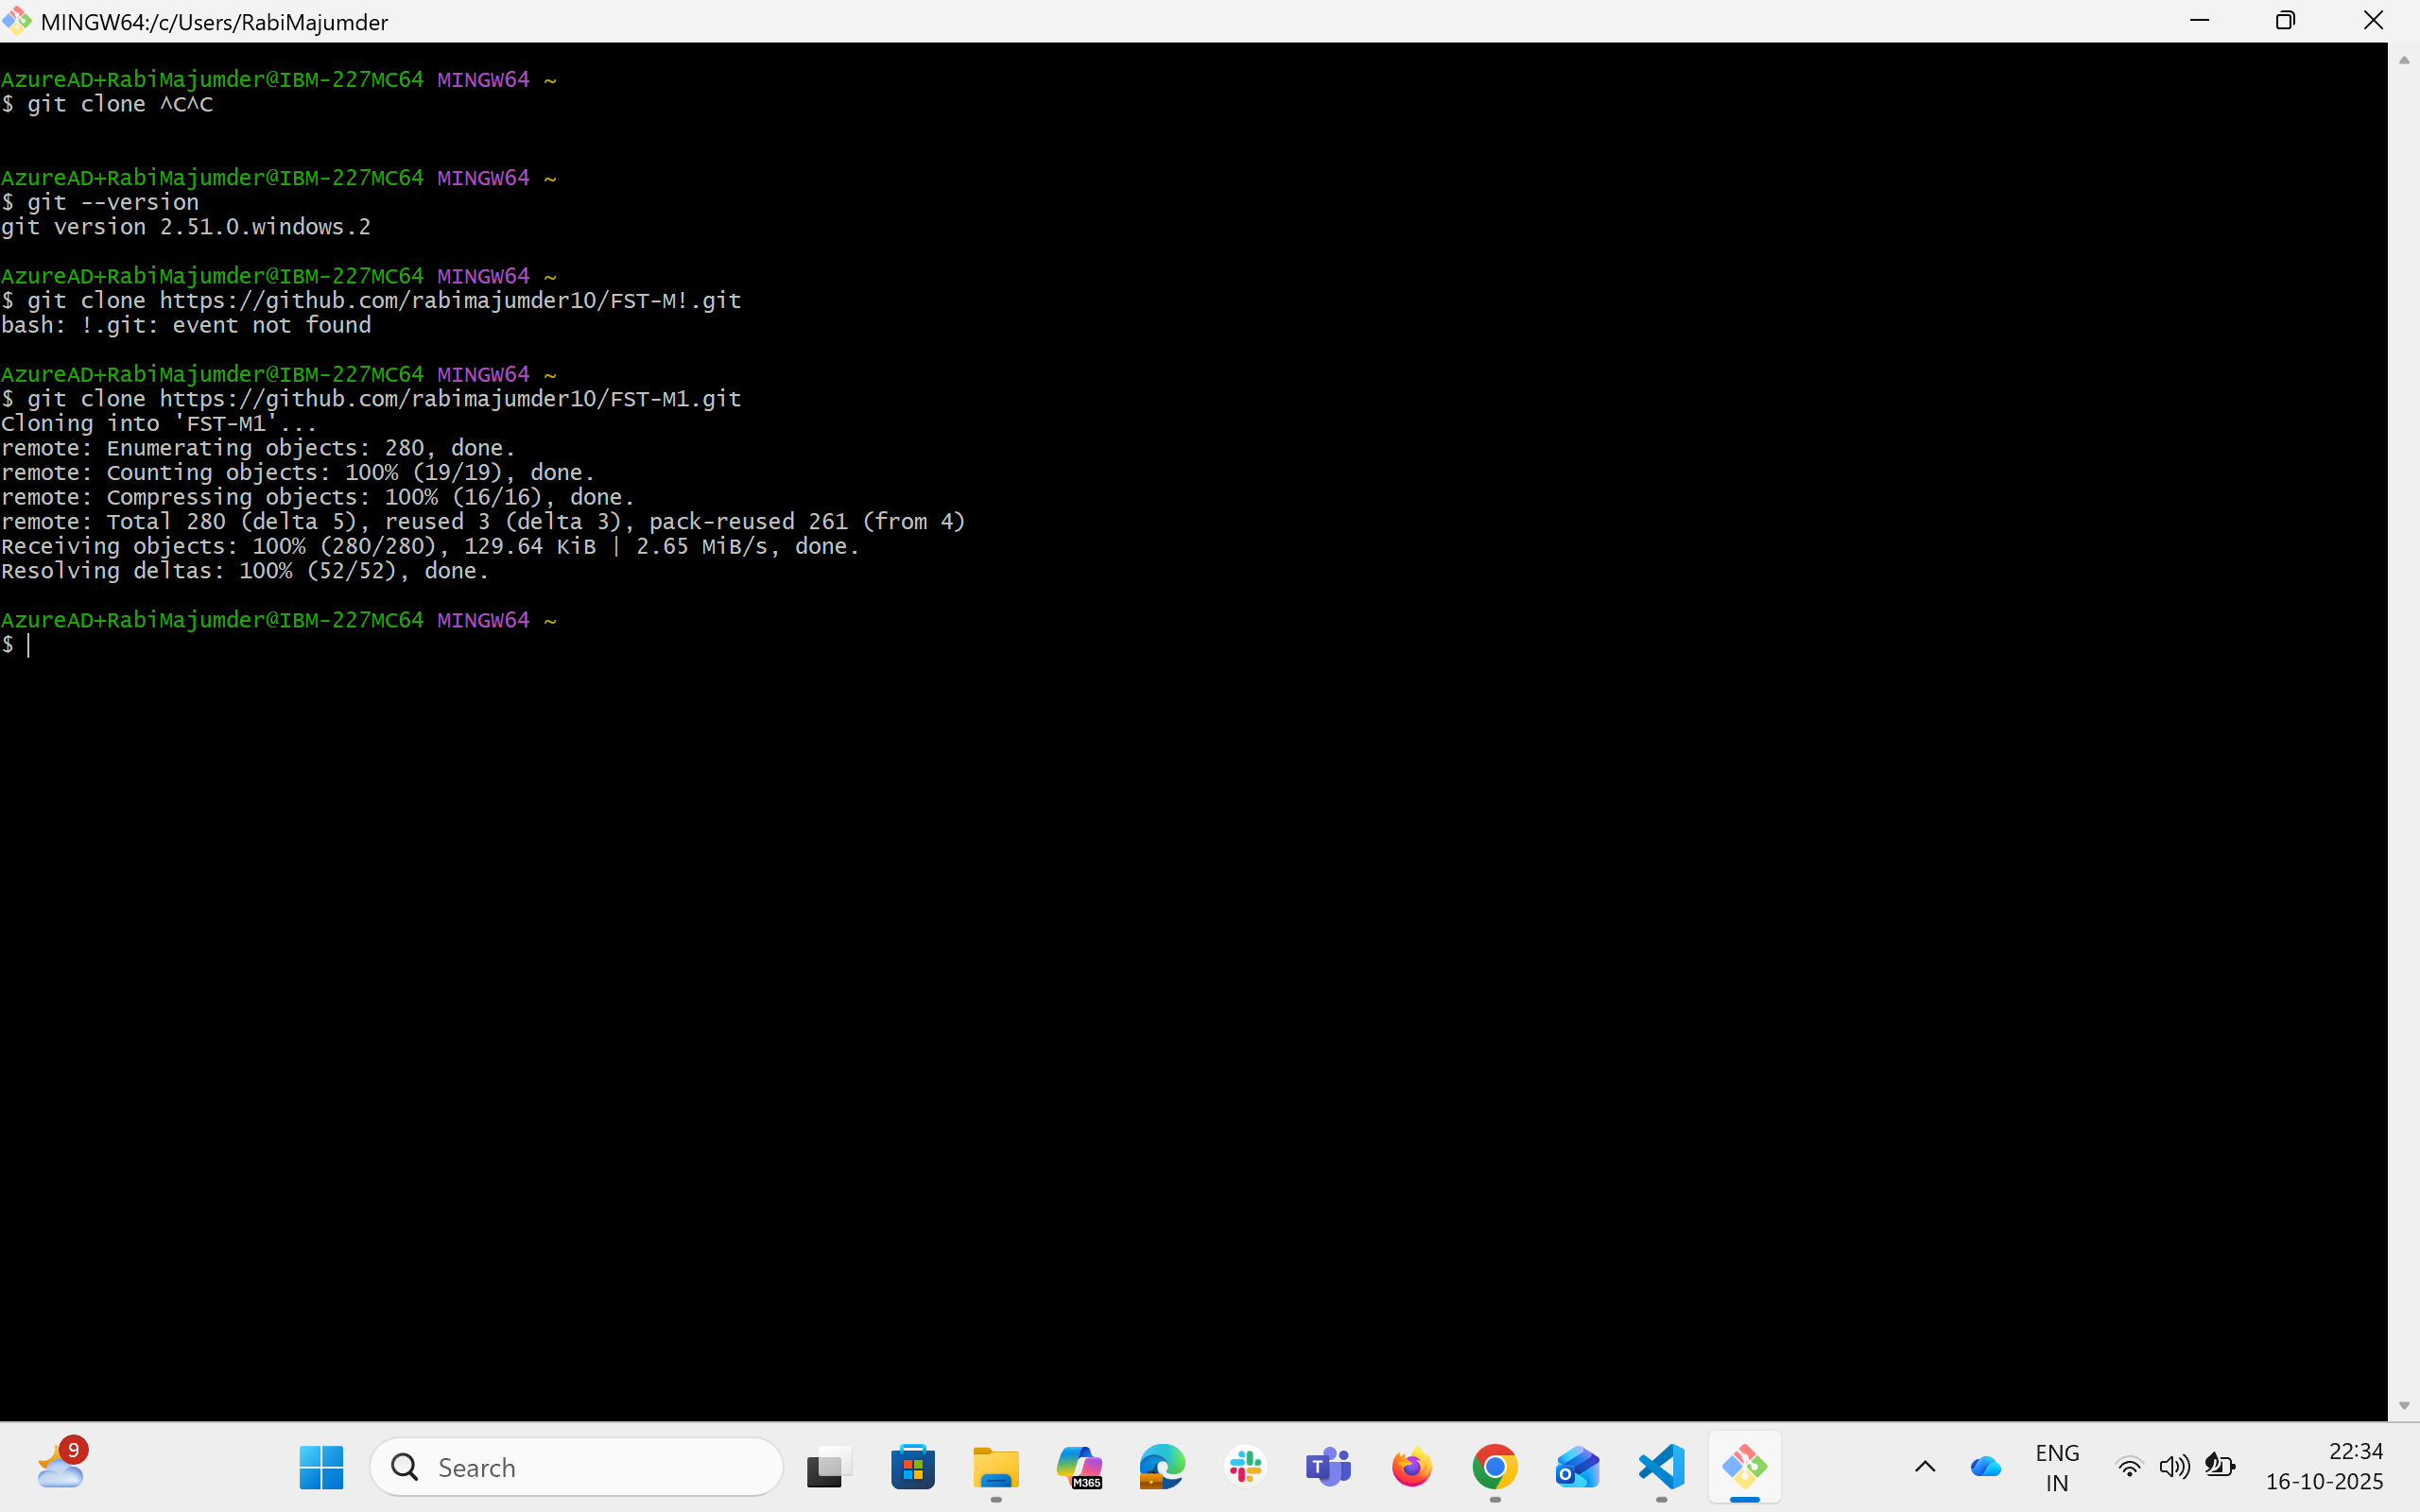 MINGW64:/c/Users/RabiMajumder
AzureAD+RabiMajumder@IBM-227MC64 MINGW64 ~
$ git clone ^C^C
AzureAD+RabiMajumder@IBM-227MC64 MINGW64 ~
$ git --version
git version 2.51.0.windows.2
AzureAD+RabiMajumder@IBM-227MC64 MINGW64 ~
$ git clone https://github.com/rabimajumder10/FST-M!.git
bash: !.git: event not found
AzureAD+RabiMajumder@IBM-227MC64 MINGW64 ~
$ git clone https://github.com/rabimajumder10/FST-M1.git
Cloning into 'FST-M1'...
remote: Enumerating objects: 280, done.
remote: Counting objects: 100% (19/19), done.
remote: Compressing objects: 100% (16/16), done.
remote: Total 280 (delta 5), reused 3 (delta 3), pack-reused 261 (from 4)
Receiving objects: 100% (280/280), 129.64 KiB | 2.65 MiB/s, done.
Resolving deltas: 100% (52/52), done.
AzureAD+RabiMajumder@IBM-227MC64 MINGW64 ~
$
9
Search
M365
T
O
ENG
IN
22:34
16-10-2025